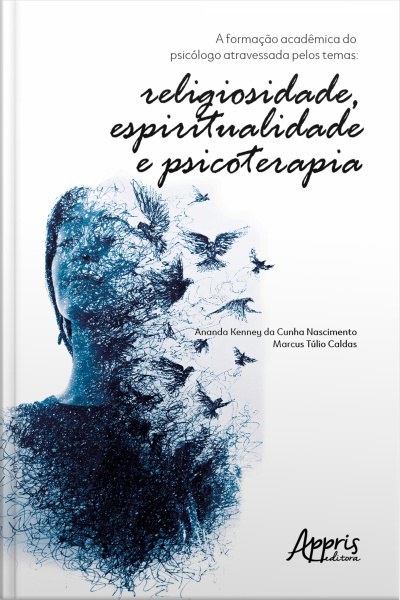 A formação acadêmica do
psicólogo atravessada pelos temas:
religiosidade,
espiritualidade
e psicoterapia
Ananda Kenney da Cunha Nascimento
Marcus Túlio Caldas
Appris
editora